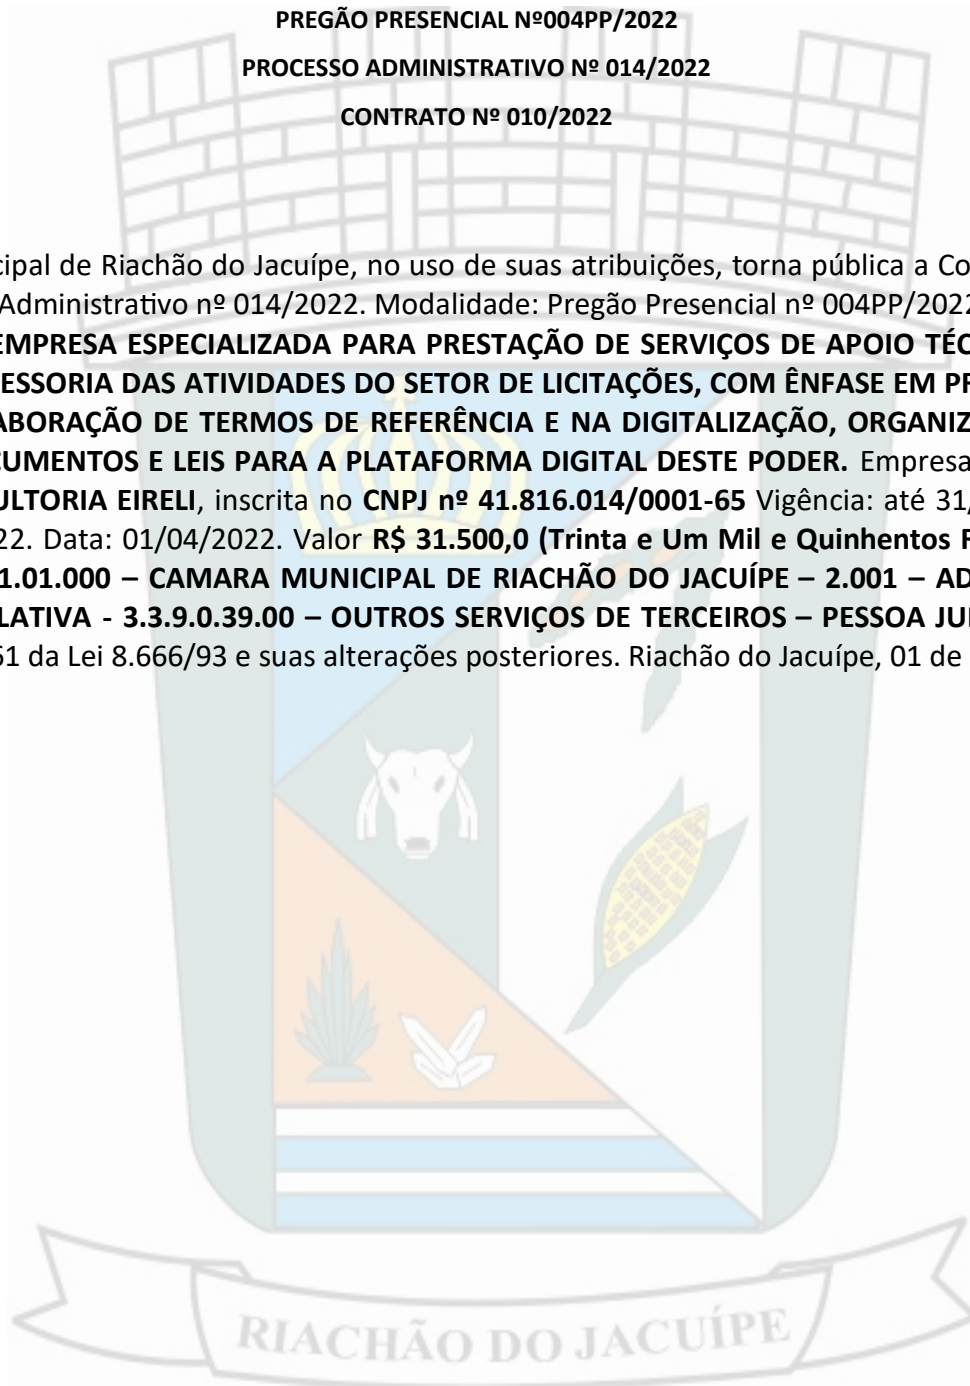 PREGÃO PRESENCIAL Nº004PP/2022
PROCESSO ADMINISTRATIVO Nº 014/2022
CONTRATO Nº 010/2022
cipal de Riachão do Jacuípe, no uso de suas atribuições, torna pública a Co
Administrativo nº 014/2022. Modalidade: Pregão Presencial nº 004PP/2022
EMPRESA ESPECIALIZADA PARA PRESTAÇÃO DE SERVIÇOS DE APOIO TÉC
ESSORIA DAS ATIVIDADES DO SETOR DE LICITAÇÕES, COM ÊNFASE EM PR
ABORAÇÃO DE TERMOS DE REFERÊNCIA E NA DIGITALIZAÇÃO, ORGANIZ
CUMENTOS E LEIS PARA A PLATAFORMA DIGITAL DESTE PODER. Empresa
ULTORIA EIRELI, inscrita no CNPJ nº 41.816.014/0001-65 Vigência: até 31/
22. Data: 01/04/2022. Valor R$ 31.500,0 (Trinta e Um Mil e Quinhentos R
1.01.000 – CAMARA MUNICIPAL DE RIACHÃO DO JACUÍPE – 2.001 – AD
LATIVA - 3.3.9.0.39.00 – OUTROS SERVIÇOS DE TERCEIROS – PESSOA JU
61 da Lei 8.666/93 e suas alterações posteriores. Riachão do Jacuípe, 01 de
RIACHÃO DO JACUÍPE